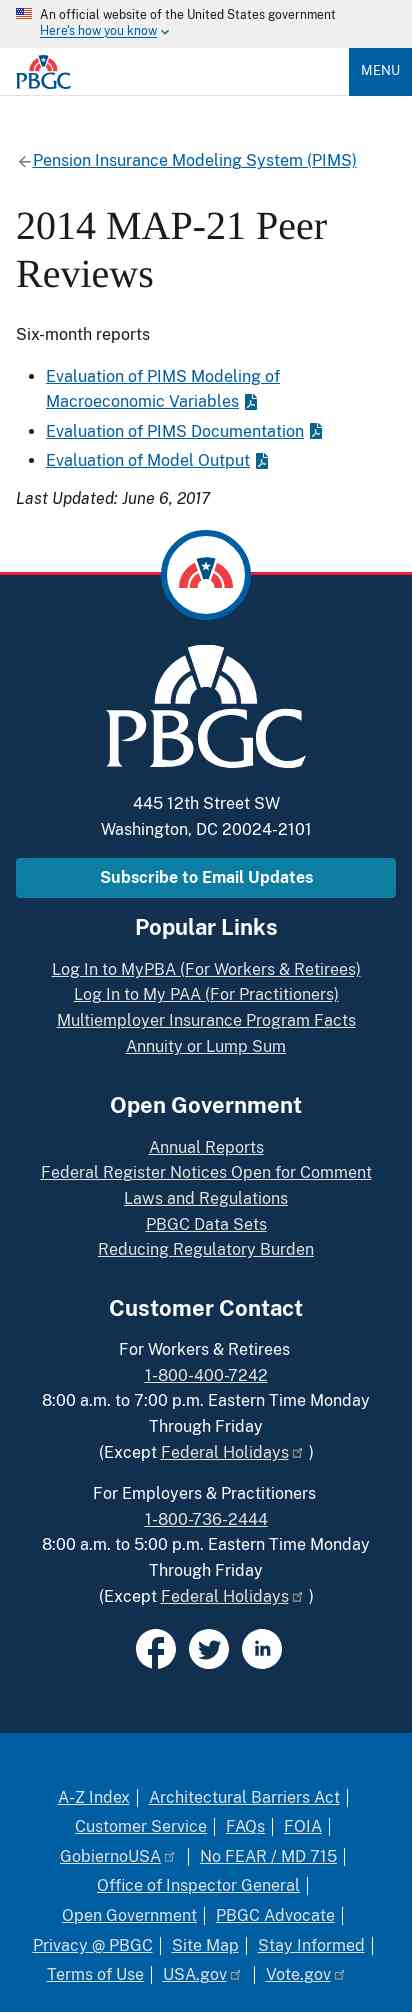 An official website of the United States government
Here's how you know
PBGC
MENU
Pension Insurance Modeling System (PIMS)
2014 MAP-21 Peer
Reviews
Six-month reports
Evaluation of PIMS Modeling of
Macroeconomic Variables
Evaluation of PIMS Documentation
Evaluation of Model Output
Last Updated: June 6, 2017
PBGC
445 12th Street SW
Washington, DC 20024-2101
Subscribe to Email Updates
Popular Links
Log In to MyPBA (For Workers & Retirees)
Log In to My PAA (For Practitioners)
Multiemployer Insurance Program Facts
Annuity or Lump Sum
Open Government
Annual Reports
Federal Register Notices Open for Comment
Laws and Regulations
PBGC Data Sets
Reducing Regulatory Burden
Customer Contact
For Workers & Retirees
1-800-400-7242
8:00 a.m. to 7:00 p.m. Eastern Time Monday
Through Friday
(Except Federal Holidays )
For Employers & Practitioners
1-800-736-2444
8:00 a.m. to 5:00 p.m. Eastern Time Monday
Through Friday
(Except Federal Holidays )
in
A-Z Index | Architectural Barriers Act |
Customer Service | FAQs | FOIA |
GobiernoUSA | No FEAR / MD 715 |
Office of Inspector General |
Open Government | PBGC Advocate |
Privacy @ PBGC | Site Map | Stay Informed |
Terms of Use | USA.gov | Vote.gov